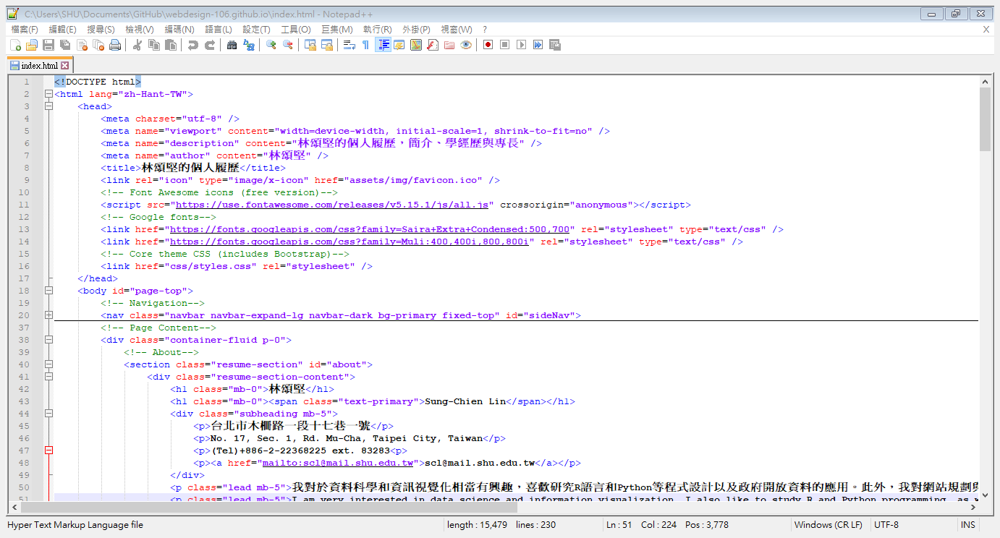 C:\Users\SHU\Documents\GitHub\webdesign-106.github.io\index.html - Notepad++
檔案(F) 編輯(E) 搜尋(S) 檢視(V) 編碼(N) 語言(L) 設定(T) 工具(O) 巨集(M) 執行(R) 外掛(P) 視窗(W) ? X
index.html
1 <!DOCTYPE html>
2 <html lang="zh-Hant-TW">
3 <head>
4 <meta charset="utf-8" />
5 <meta name="viewport" content="width=device-width, initial-scale=1, shrink-to-fit=no" />
6 <meta name="description" content="林頌堅的個人履歷，簡介、學經歷與專長" />
7 <meta name="author" content="林頌堅" />
8 <title>林頌堅的個人履歷</title>
9 <link rel="icon" type="image/x-icon" href="assets/img/favicon.ico" />
10 <!-- Font Awesome icons (free version)-->
11 <script src="https://use.fontawesome.com/releases/v5.15.1/js/all.js" crossorigin="anonymous"></script>
12 <!-- Google fonts-->
13 <link href="https://fonts.googleapis.com/css?family=Saira+Extra+Condensed:500,700" rel="stylesheet" type="text/css" />
14 <link href="https://fonts.googleapis.com/css?family=Muli:400,400i,800,800i" rel="stylesheet" type="text/css" />
15 <!-- Core theme CSS (includes Bootstrap)-->
16 <link href="css/styles.css" rel="stylesheet" />
17 </head>
18 <body id="page-top">
19 <!-- Navigation-->
20 <nav class="navbar navbar-expand-lg navbar-dark bg-primary fixed-top" id="sideNav">
37 <!-- Page Content-->
38 <div class="container-fluid p-0">
39 <!-- About-->
40 <section class="resume-section" id="about">
41 <div class="resume-section-content">
42 <h1 class="mb-0">林頌堅</h1>
43 <h1 class="mb-0"><span class="text-primary">Sung-Chien Lin</span></h1>
44 <div class="subheading mb-5">
45 <p>台北市木柵路一段十七巷一號</p>
46 <p>No. 17, Sec. 1, Rd. Mu-Cha, Taipei City, Taiwan</p>
47 <p>(Tel)+886-2-22368225 ext. 83283<p>
48 <p><a href="mailto:scl@mail.shu.edu.tw">scl@mail.shu.edu.tw</a></p>
49 </div>
50 <p class="lead mb-5">我對於資料科學和資訊視覺化相當有興趣，喜歡研究R語言和Python等程式設計以及政府開放資料的應用。此外，我對網站規劃與
51 <p class="lead mb-5">I am very interested in data science and information visualization. I also like to study R and Python programming, as
Hyper Text Markup Language file length : 15,479 lines : 230 Ln : 51 Col : 224 Pos : 3,778 Windows (CR LF) UTF-8 INS